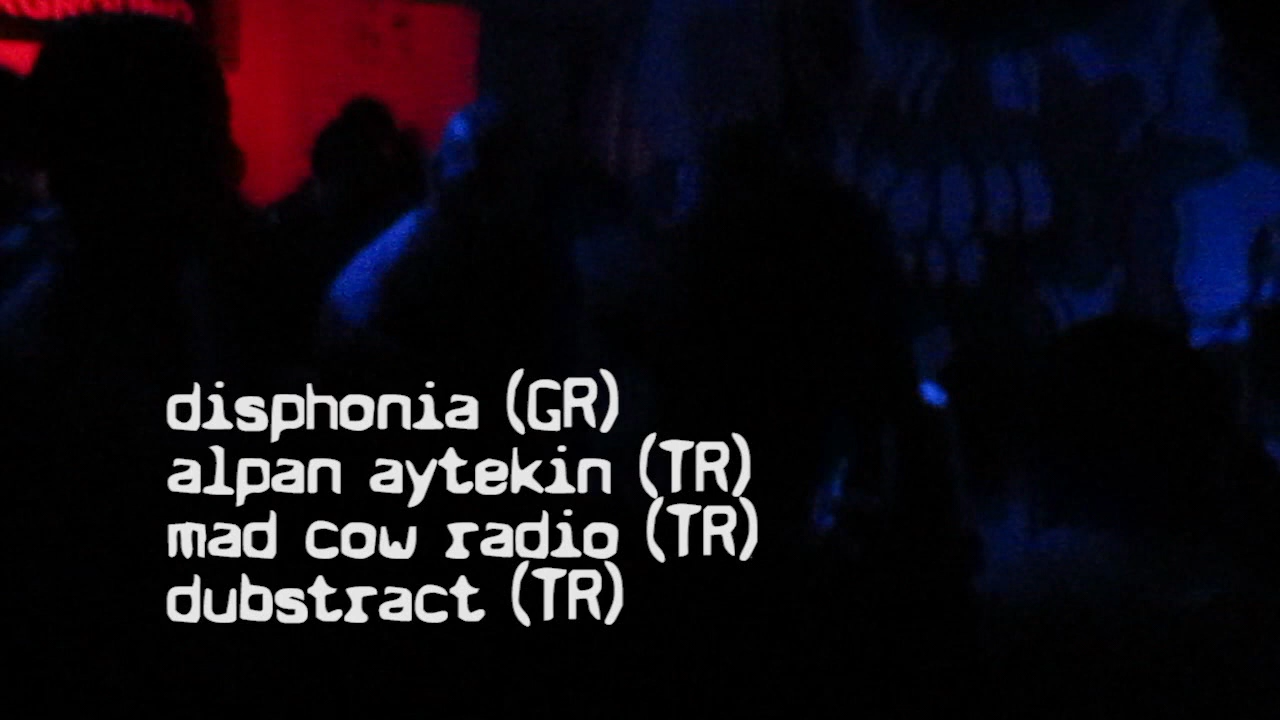 disphonia (GR)
alpan aytekin (TR)
mad cow radio (TR)
dubstract (TR)